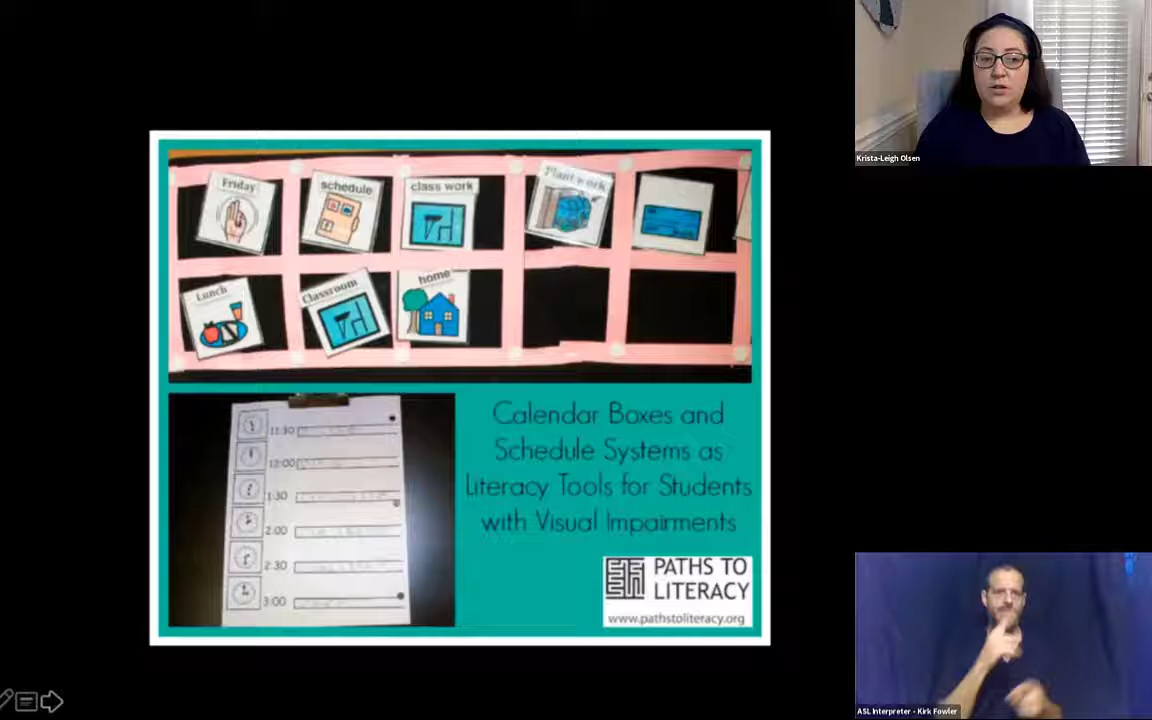 Krista-Leigh Olsen
Friday
schedule
class work
Plant work
Lunch
Classroom
home
11:30
12:00
1:30
2:00
2:30
3:00
Calendar Boxes and
Schedule Systems as
Literacy Tools for Students
with Visual Impairments
PATHS TO
LITERACY
www.pathstoliteracy.org
ASL Interpreter - Kirk Fowler